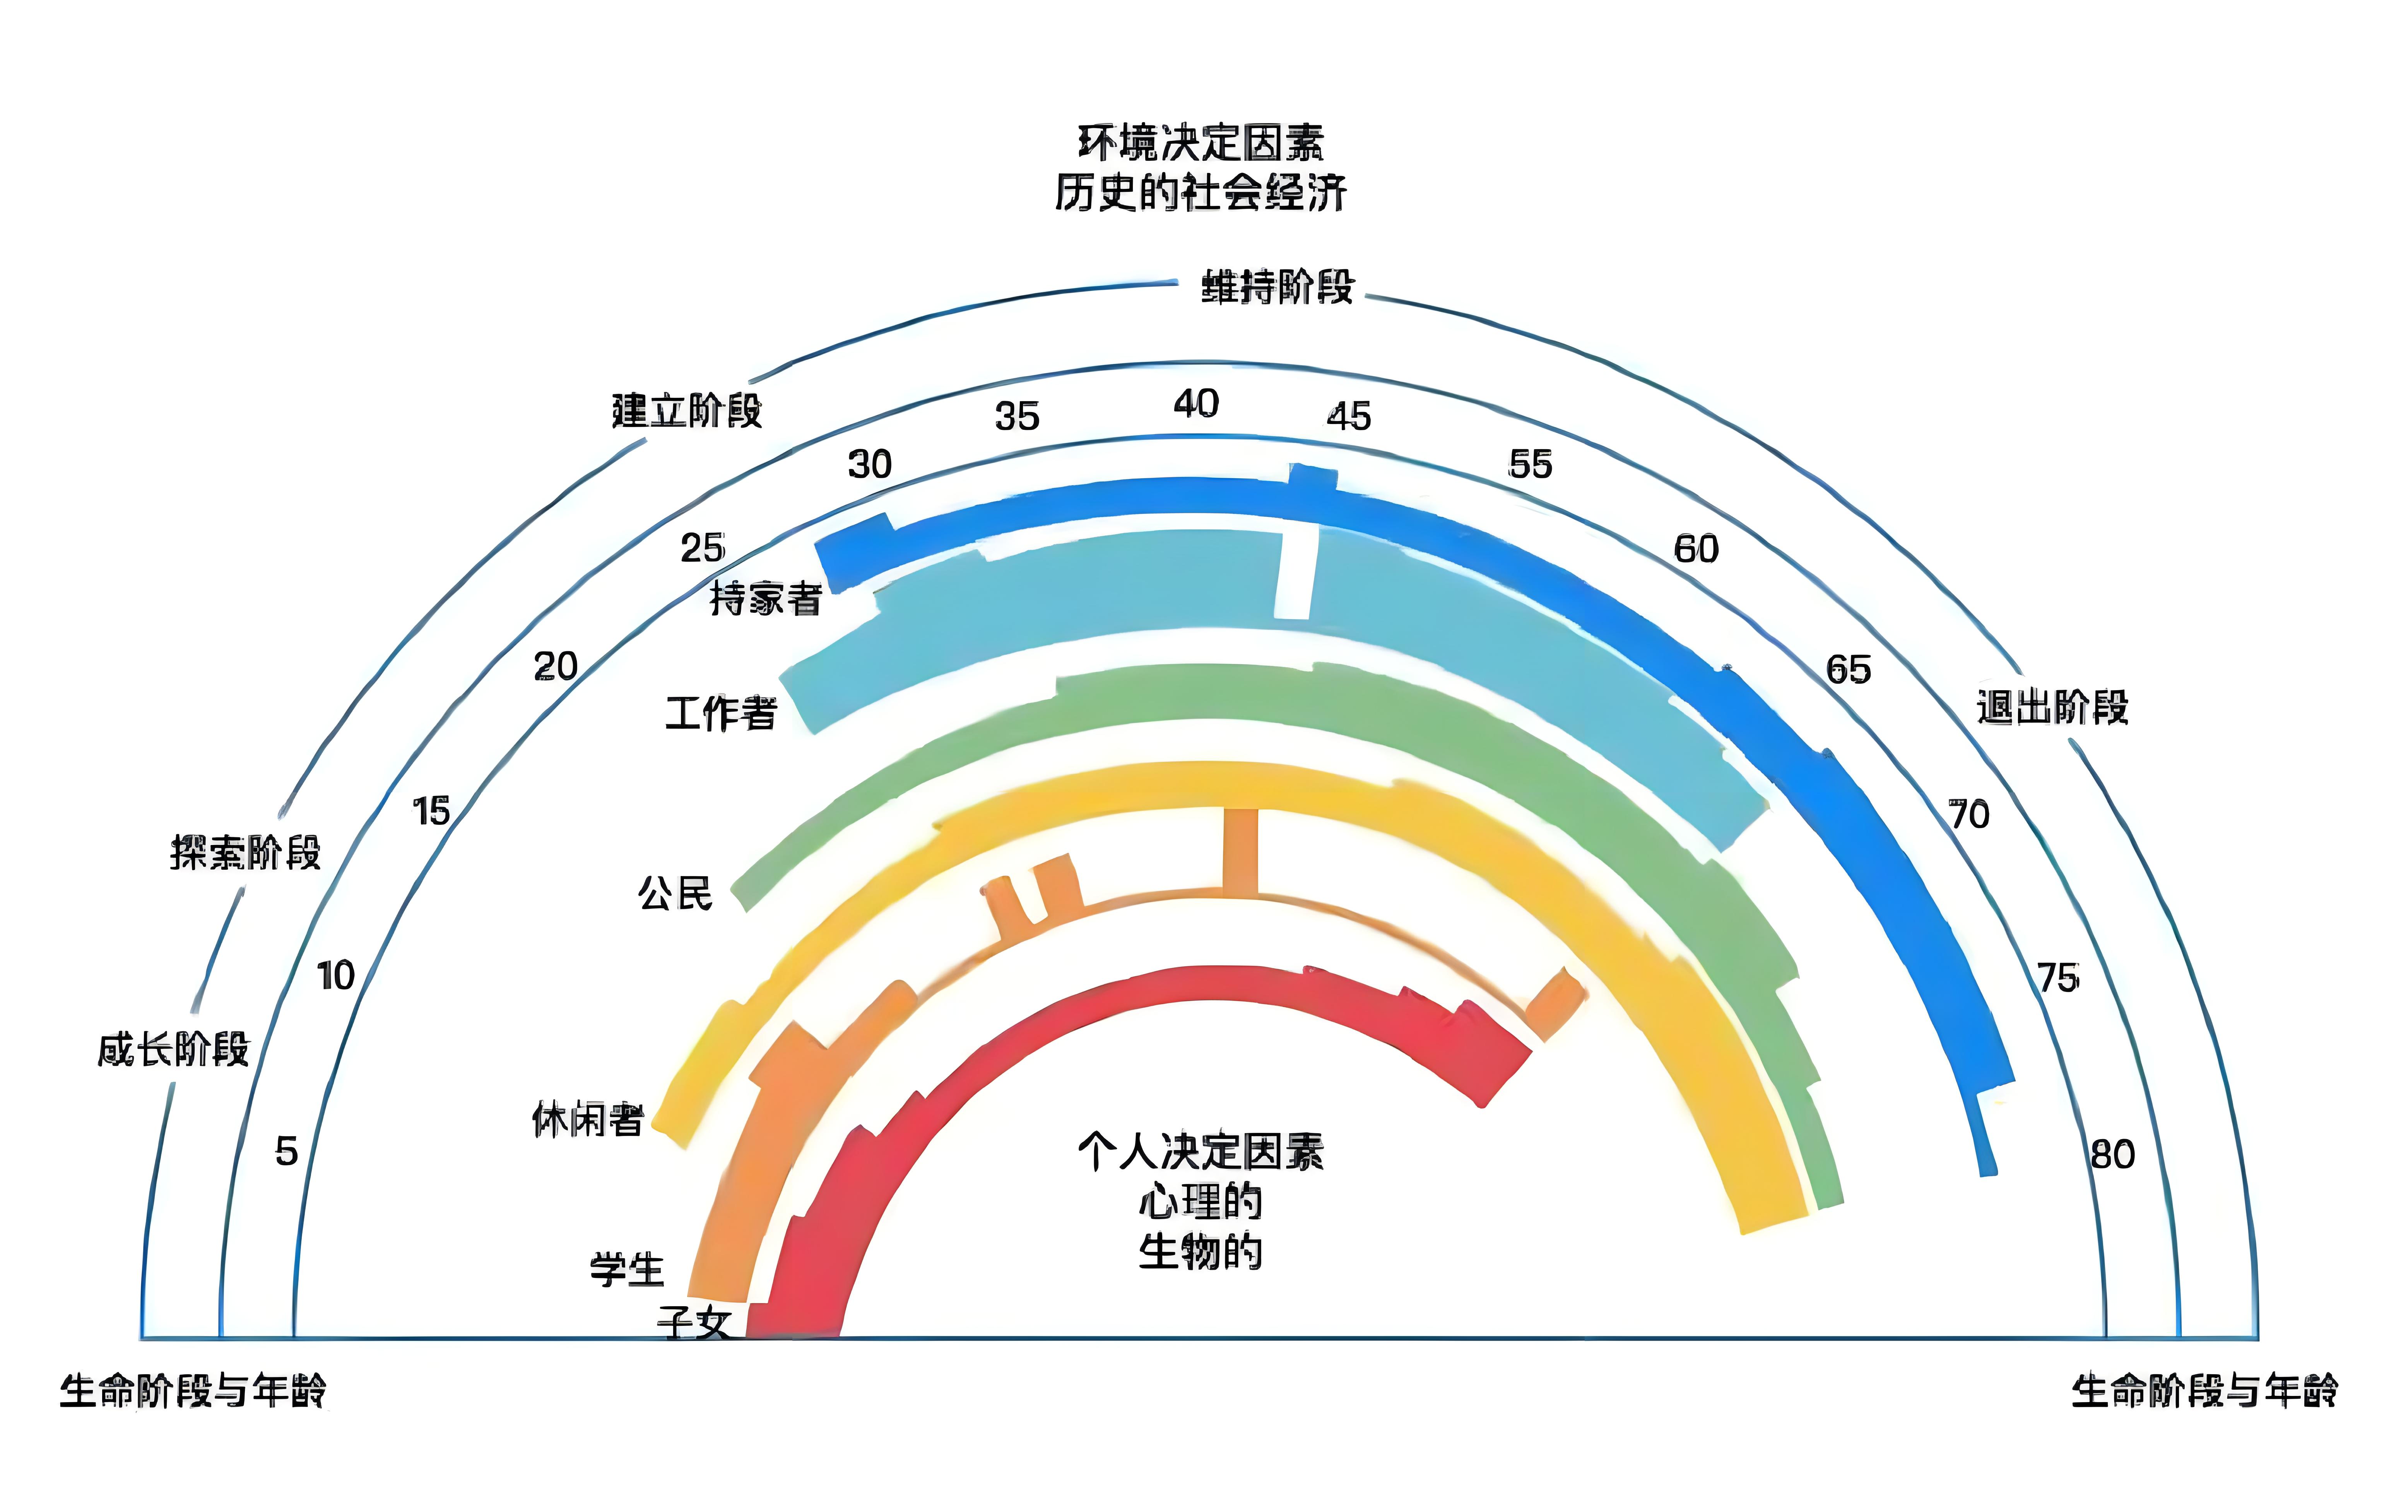 环境决定因素
历史的社会经济
维持阶段
建立阶段
40
35
45
30
55
25
60
持家者
20
65
退出阶段
工作者
15
70
探索阶段
公民
10
75
成长阶段
休闲者
5
80
个人决定因素
心理的
生物的
学生
子女
生命阶段与年龄
生命阶段与年龄